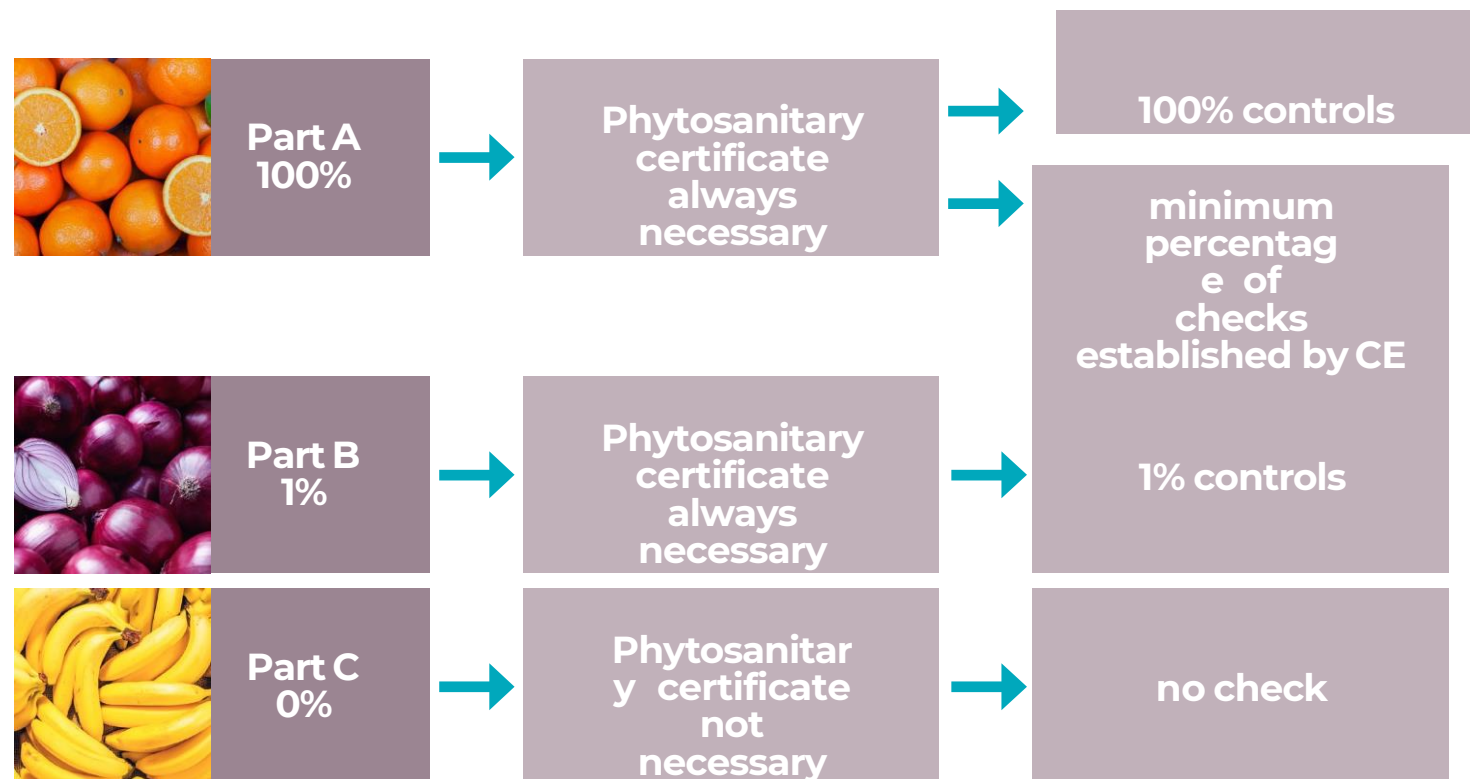 Part A
100%
Phytosanitary
certificate
always
necessary
100% controls
minimum
percentag
e of
checks
established by CE
Part B
1%
Phytosanitary
certificate
always
necessary
1% controls
Part C
0%
Phytosanitar
y certificate
not
necessary
no check